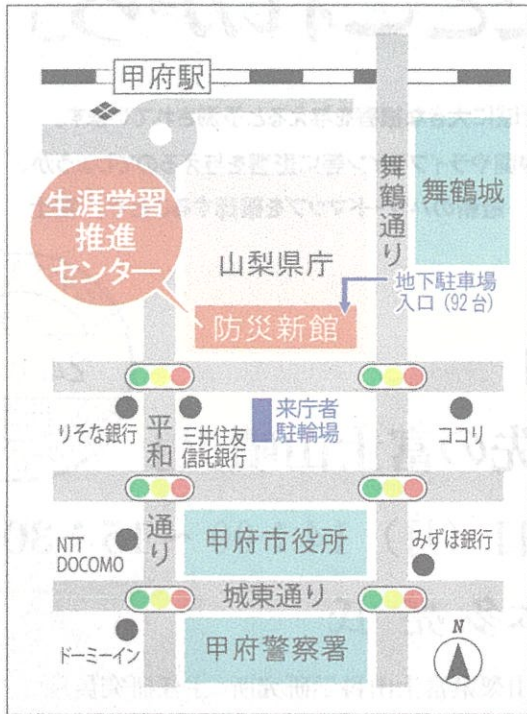 甲府駅
舞鶴通り
舞鶴城
生涯学習
推進
センター
山梨県庁
地下駐車場
入口(92台)
防災新館
りそな銀行
平和
通り
三井住友
信託銀行
来庁者
駐輪場
ココリ
NTT
DOCOMO
甲府市役所
みずほ銀行
城東通り
ドーミーイン
甲府警察署
N